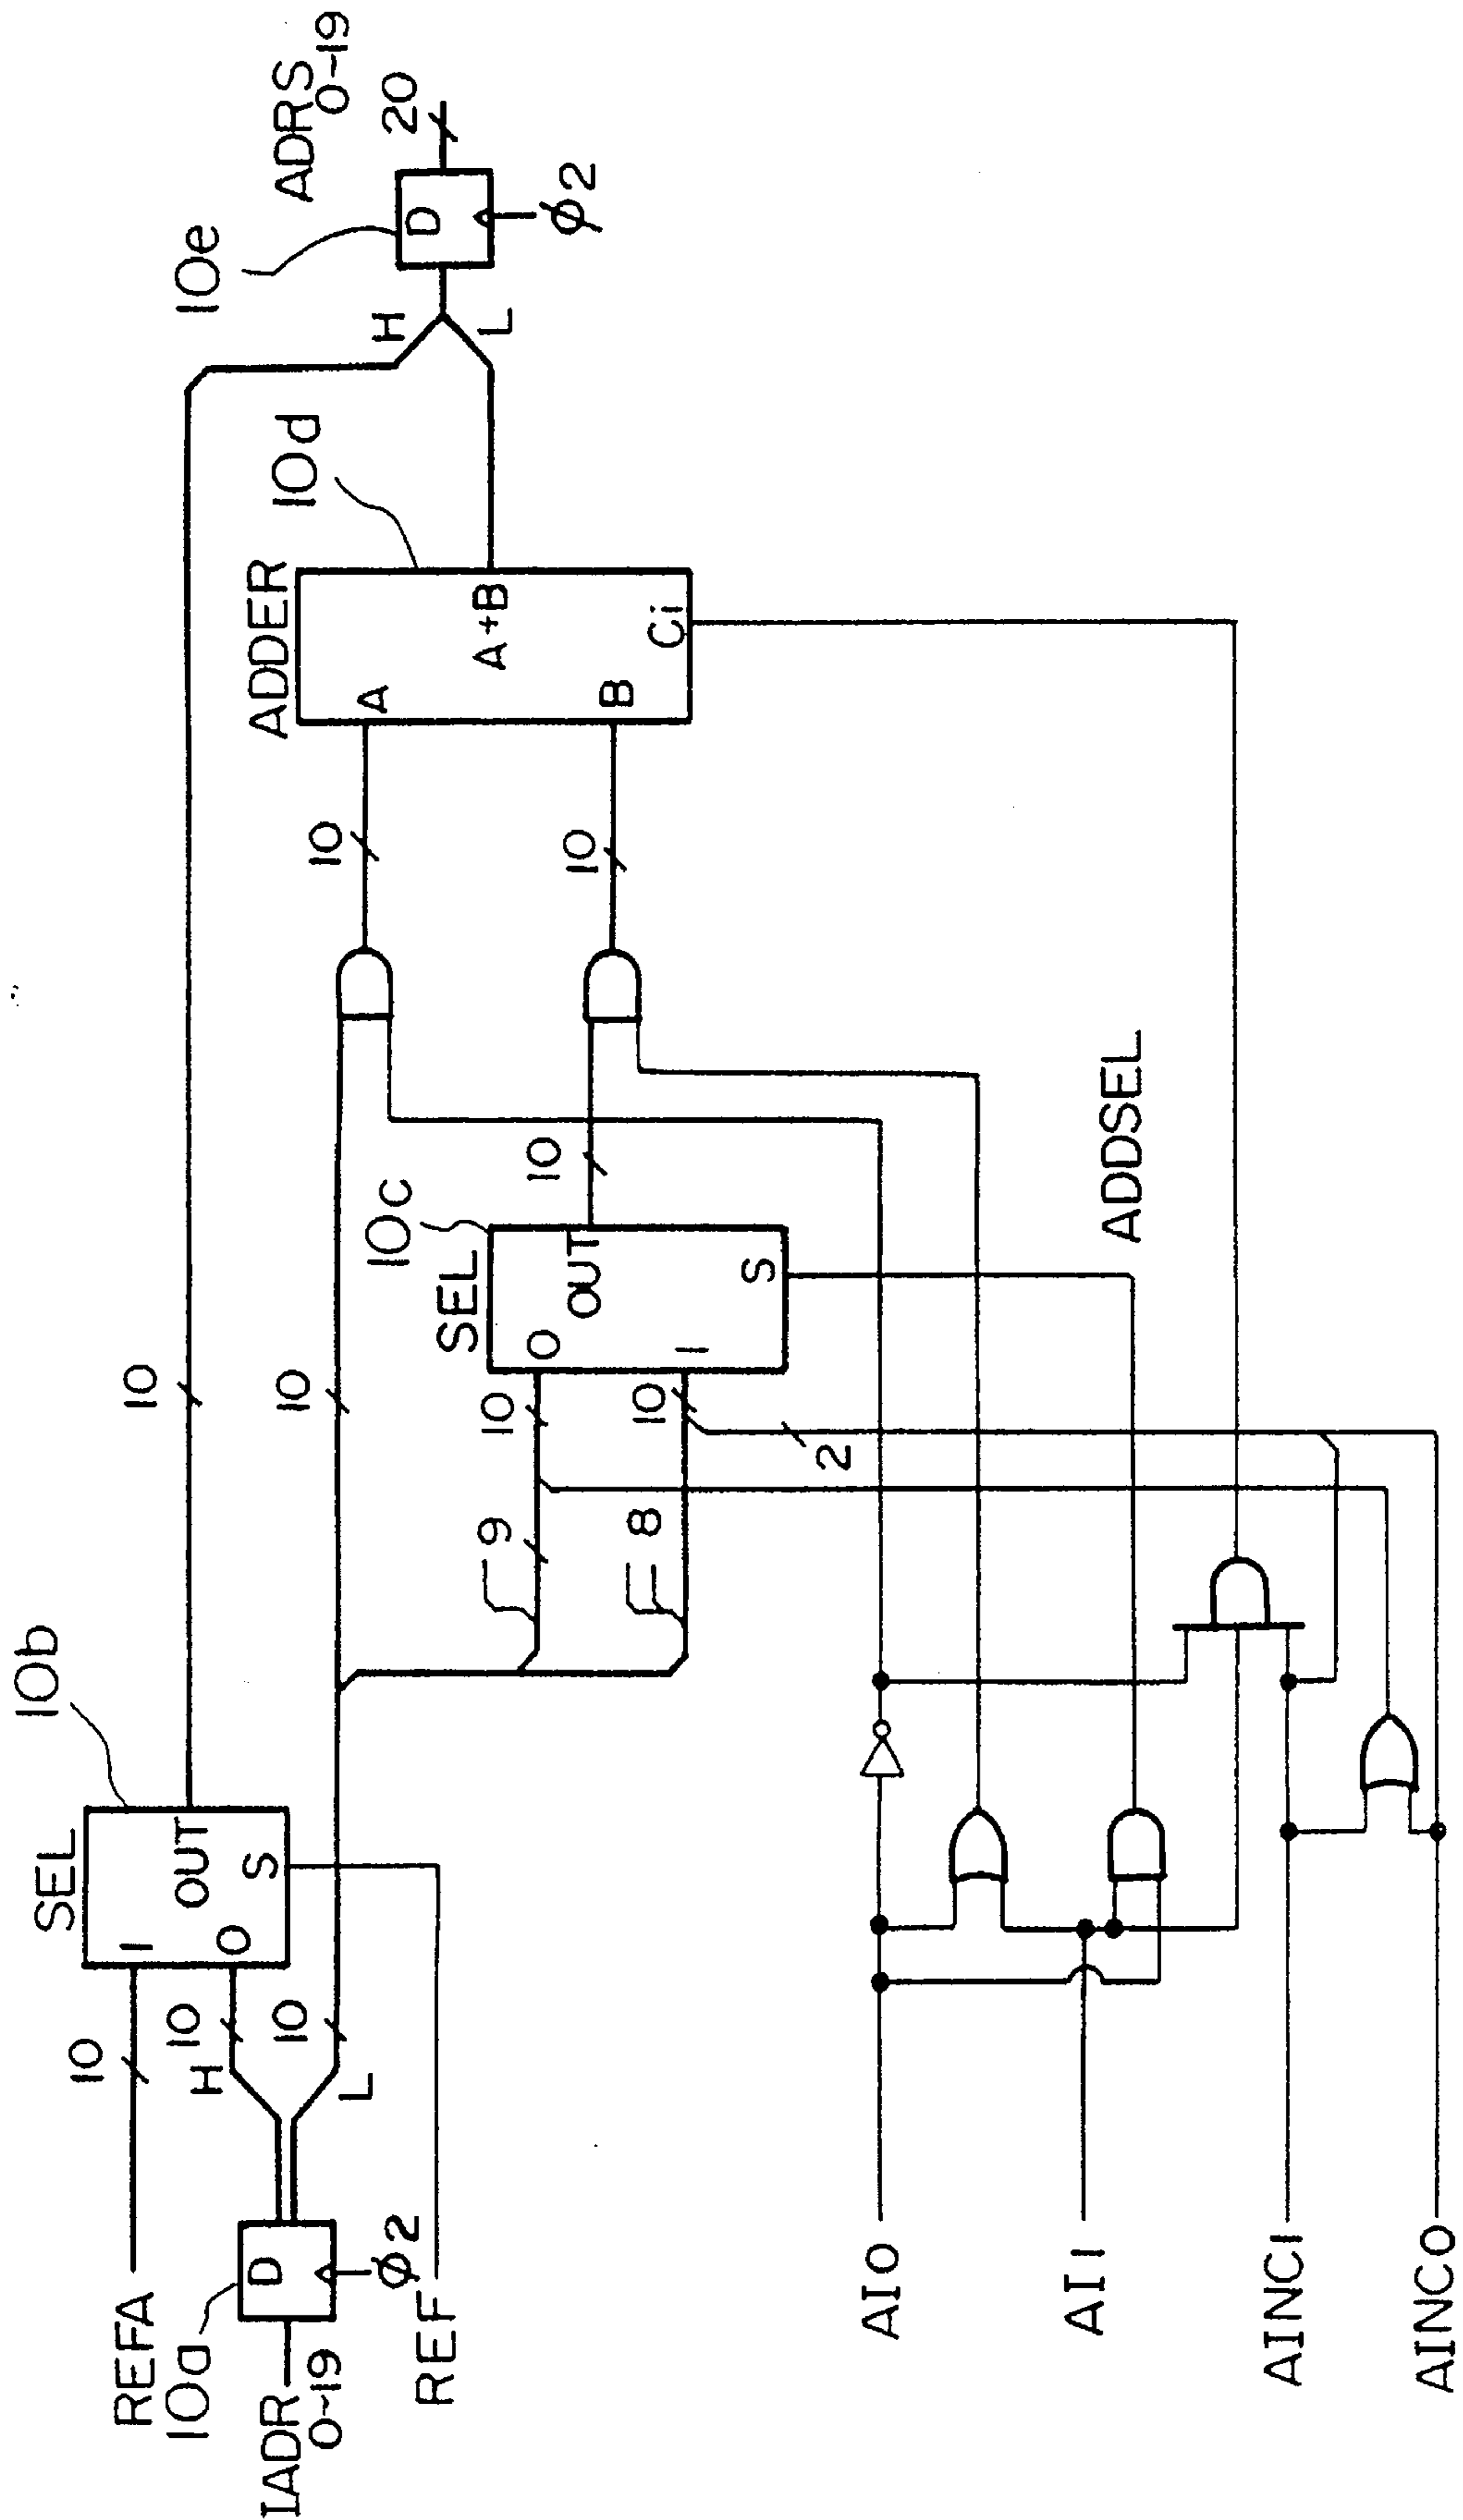 REFA
10a
IADR
0~19
D
φ2
REF
10
H
10
10
L
SEL
10b
1
OUT
0
S
10
10
9
8
10
10
2
SEL
10c
0
OUT
1
S
10
10
10
ADDER
10d
A
A+B
B
Ci
H
L
10e
D
φ2
ADRS
0-19
20
ADDSEL
AI0
AI1
AINC1
AINC0